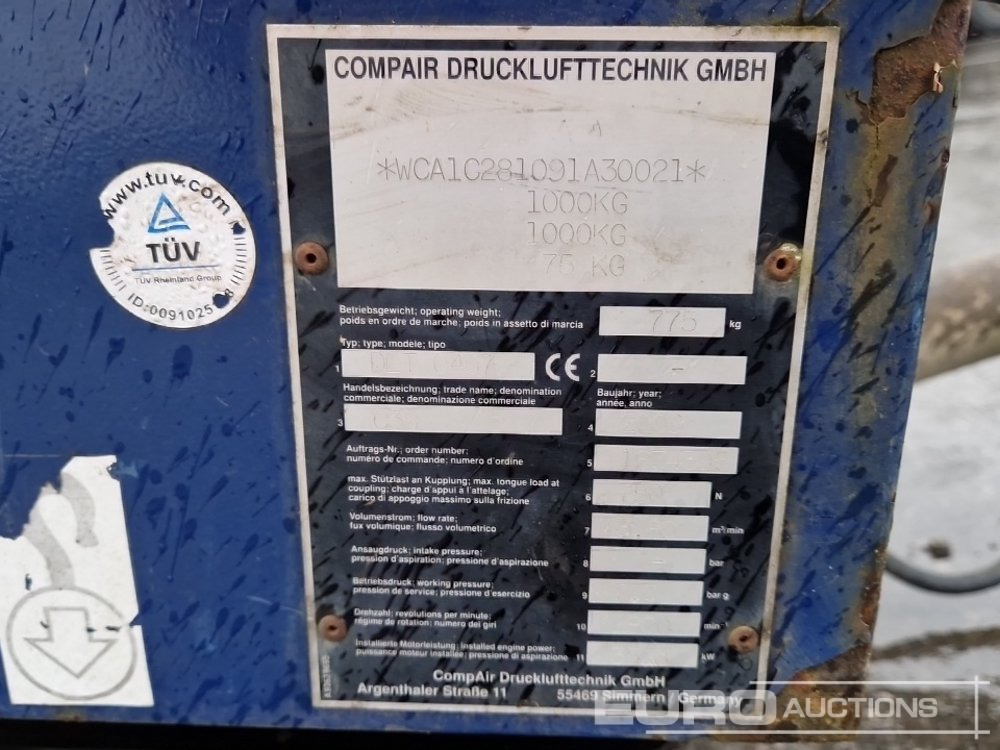 COMPAIR DRUCKLUFTTECHNIK GMBH
*WCA1C281091A30021*
1000KG
1000KG
75 KG
www.tuv.com
TÜV
TÜV Rheinland Group
Betriebsgewicht; operating weight;
poids en ordre de marche; poids in assetto di marcia
775 kg
Typ; type; modele; tipo
1
CE
2 -
Handelsbezeichnung; trade name; denomination
commerciale; denominazione commerciale
3
Baujahr; year;
année, anno
4
Auftrags-Nr.; order number;
numéro de commande; numero d'ordine
5
max. Stützlast an Kupplung; max. tongue load at
coupling; charge d'appui a l'attelage;
carico di appoggio massimo sulla frizione
6 N
Volumenstrom; flow rate;
fux volumique; flusso volumetrico
7 m³/min
Ansaugdruck; intake pressure;
pression d'aspiration; pressione d'aspirazione
8 bar
Betriebsdruck; working pressure;
pression de service; pressione d'esercizio
9 bar g
Drehzahl; revolutions per minute;
régime de rotation; numero dei giri
10 min
Installierte Motorleistung; Installed engine power;
puissance moteur installée; pressione di aspirazione
11 kW
CompAir Drucklufttechnik GmbH
Argenthaler Straße 11 55469 Simmern / Germany
EURO AUCTIONS